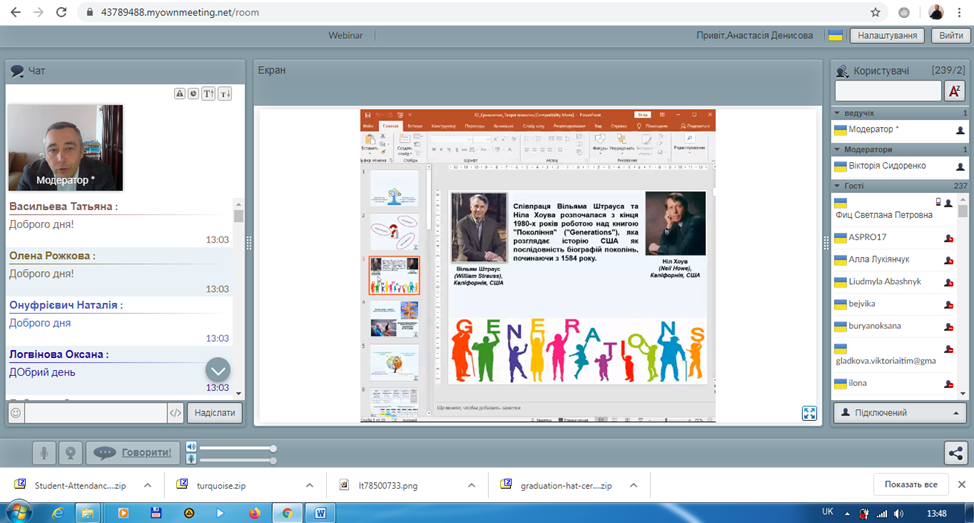 43789488.myownmeeting.net/room
Webinar
Привіт,Анастасія Денисова
Налаштування
Вийти
Чат
Модератор *
Васильева Татьяна :
Доброго дня!
13:03
Олена Рожкова :
Доброго дня!
13:03
Онуфрієвич Наталія :
Доброго дня
13:03
Логвінова Оксана :
ДОбрий день
13:03
Надіслати
Екран
Співпраця Вільяма Штрауса та
Ніла Хоува розпочалася з кінця
1980-х років роботою над книгою
"Покоління" ("Generations"), яка
розглядає історію США як
послідовність біографій поколінь,
починаючи з 1584 року.
Вільям Штраус
(William Strauss),
Каліфорнія, США
Ніл Хоув
(Neil Howe),
Каліфорнія, США
GENERATIONS
Користувачі
[239/2]
ведучіх 1
Модератор *
Модератори 1
Вікторія Сидоренко
Гості 237
Фиц Светлана Петровна
ASPRO17
Алла Лукіянчук
Liudmyla Abashnyk
bejvika
buryanoksana
gladkova.viktoriaitim@gma
ilona
Підключений
Говорити!
Student-Attendanc....zip
turquoise.zip
lt78500733.png
graduation-hat-cer....zip
Показать все
UK
13:48